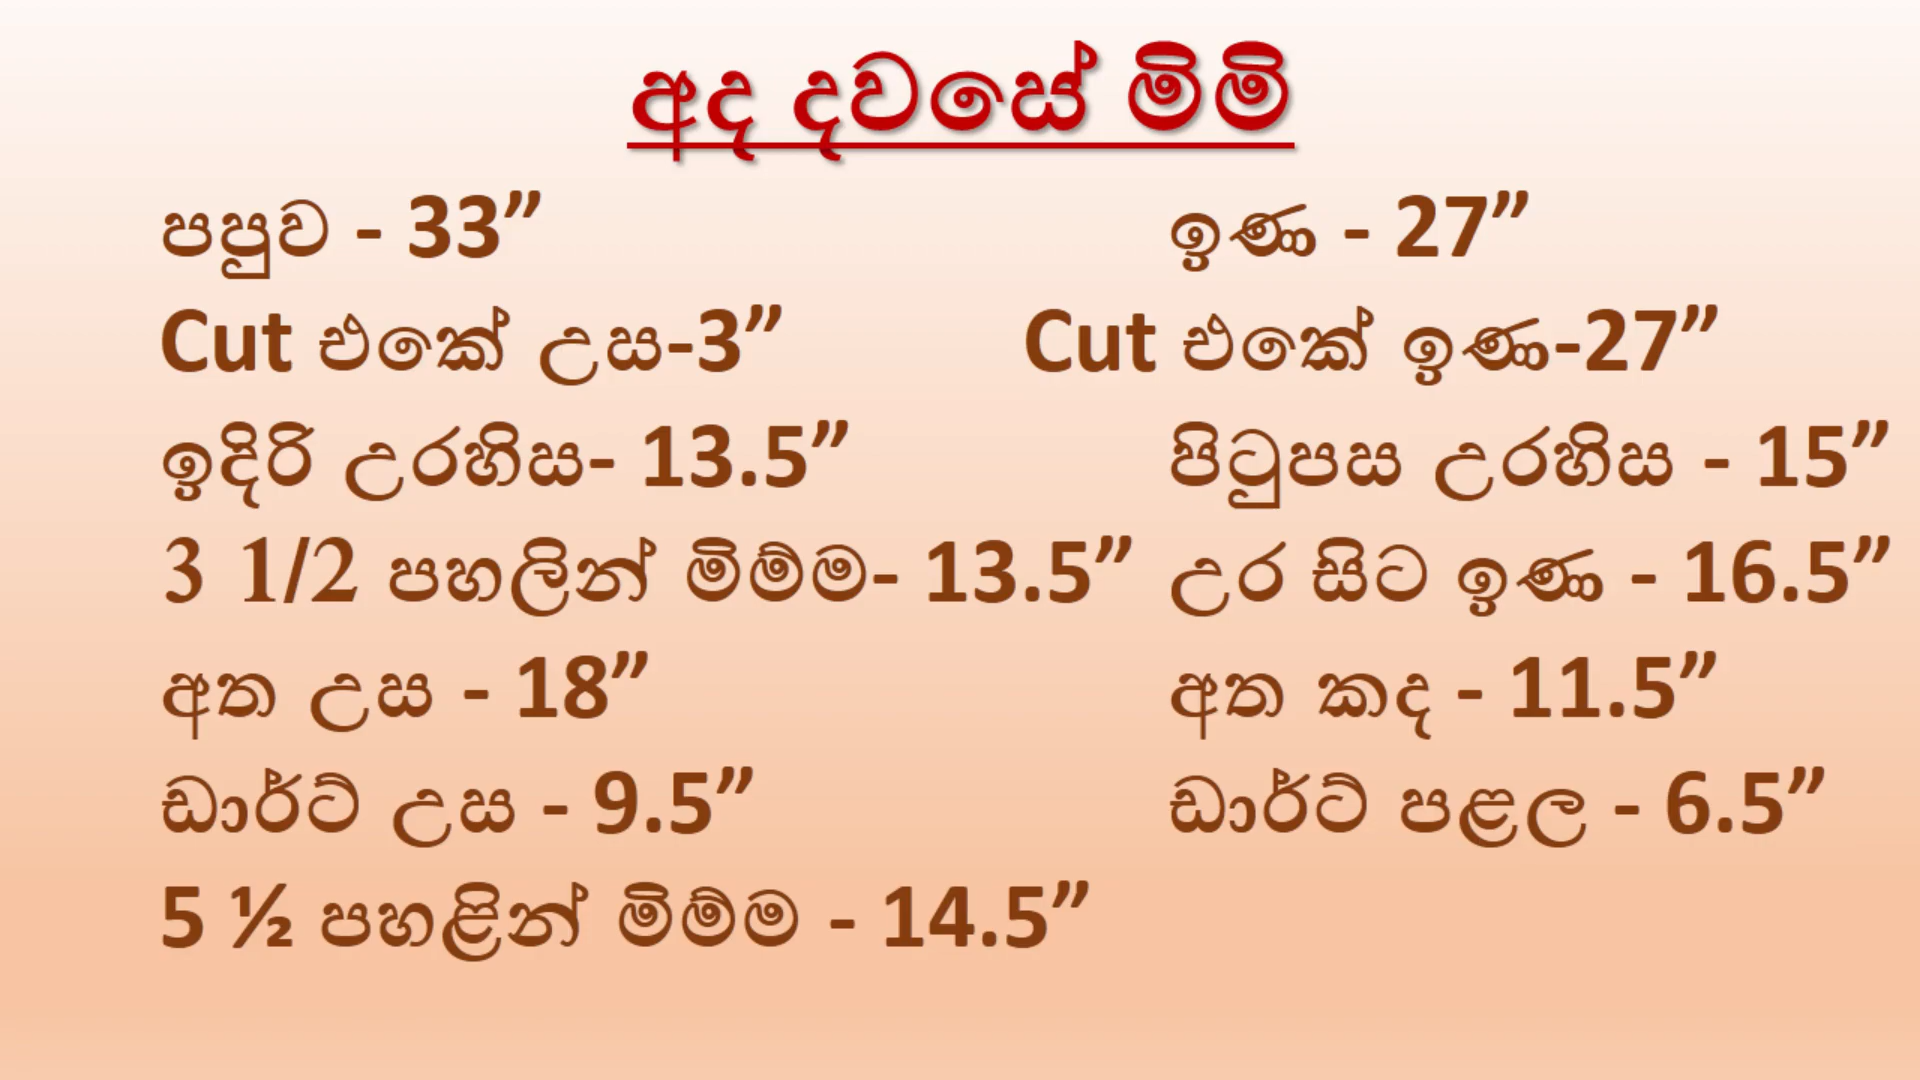 අද දවසේ මිමි
පපුව - 33” ඉණ - 27”
Cut එකේ උස-3” Cut එකේ ඉණ-27”
ඉදිරි උරහිස- 13.5” පිටුපස උරහිස - 15”
3 1/2 පහලින් මිම්ම- 13.5” උර සිට ඉණ - 16.5”
අත උස - 18” අත කද - 11.5”
ඩාර්ට් උස - 9.5” ඩාර්ට් පළල - 6.5”
5 ½ පහළින් මිම්ම - 14.5”